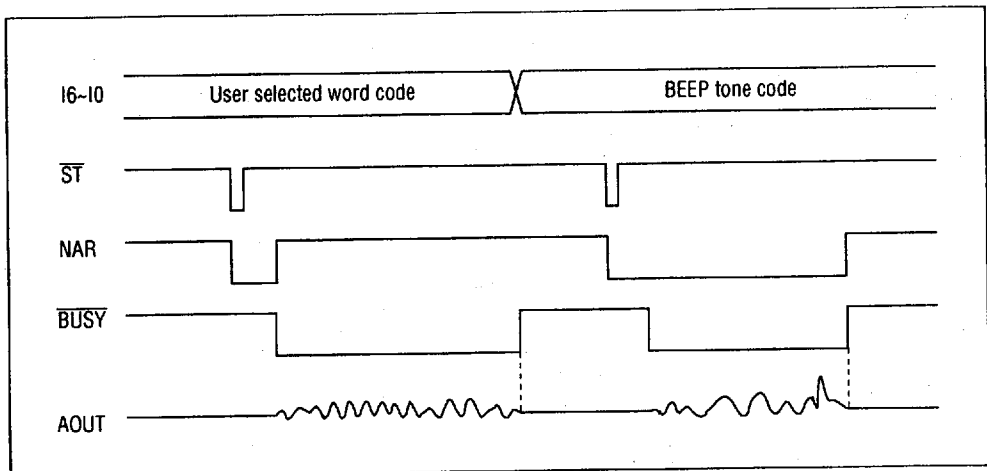 I6~I0
User selected word code
BEEP tone code
ST
NAR
BUSY
AOUT